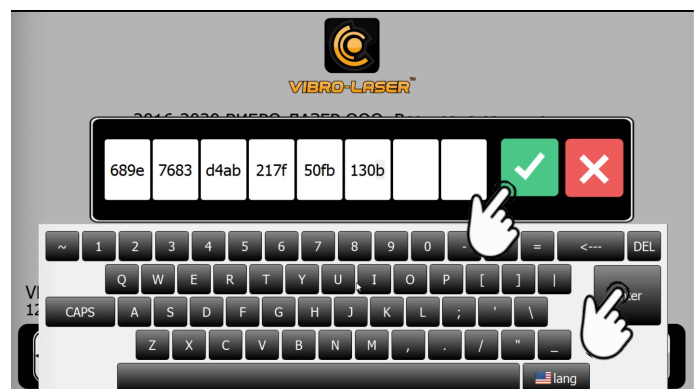 VIBRO-LASER™
689e 7683 d4ab 217f 50fb 130b
~ 1 2 3 4 5 6 7 8 9 0 - = <--- DEL
Q W E R T Y U I O P [ ] |
CAPS A S D F G H J K L ; ' \
Z X C V B N M , . / " _
lang